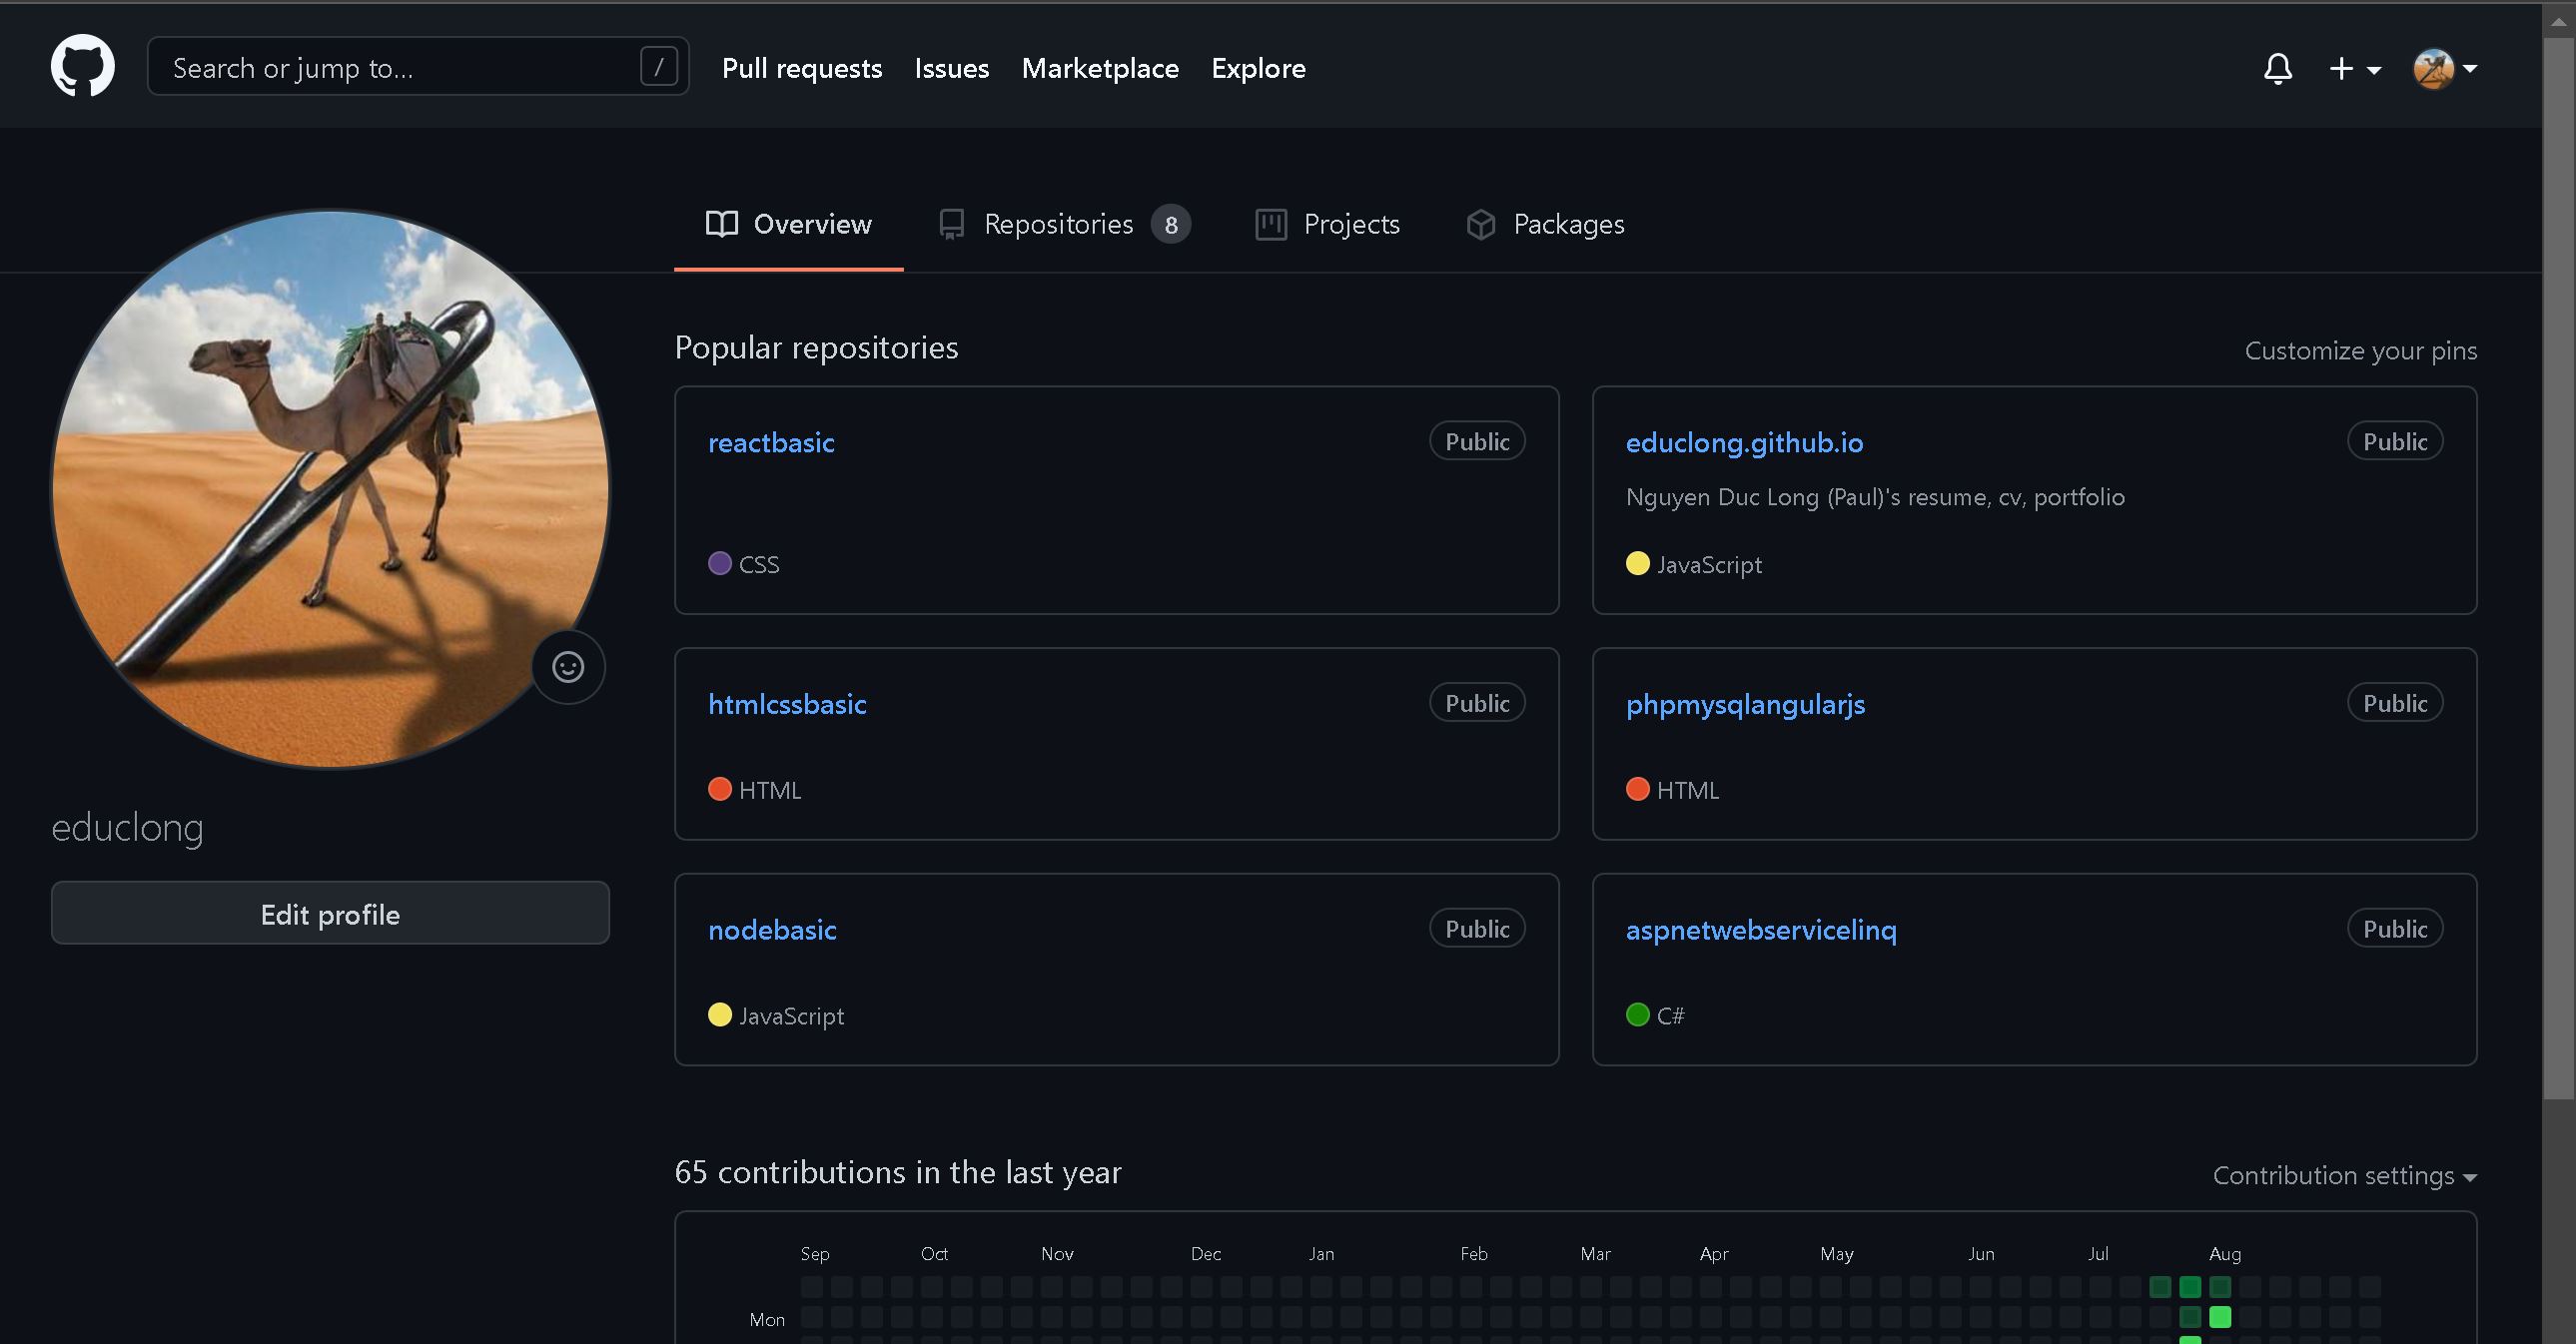 Search or jump to...
/
Pull requests
Issues
Marketplace
Explore
Overview
Repositories 8
Projects
Packages
educlong
Edit profile
Popular repositories
Customize your pins
reactbasic
Public
CSS
educlong.github.io
Public
Nguyen Duc Long (Paul)'s resume, cv, portfolio
JavaScript
htmlcssbasic
Public
HTML
phpmysqlangularjs
Public
HTML
nodebasic
Public
JavaScript
aspnetwebservicelinq
Public
C#
65 contributions in the last year
Contribution settings
Sep Oct Nov Dec Jan Feb Mar Apr May Jun Jul Aug
Mon